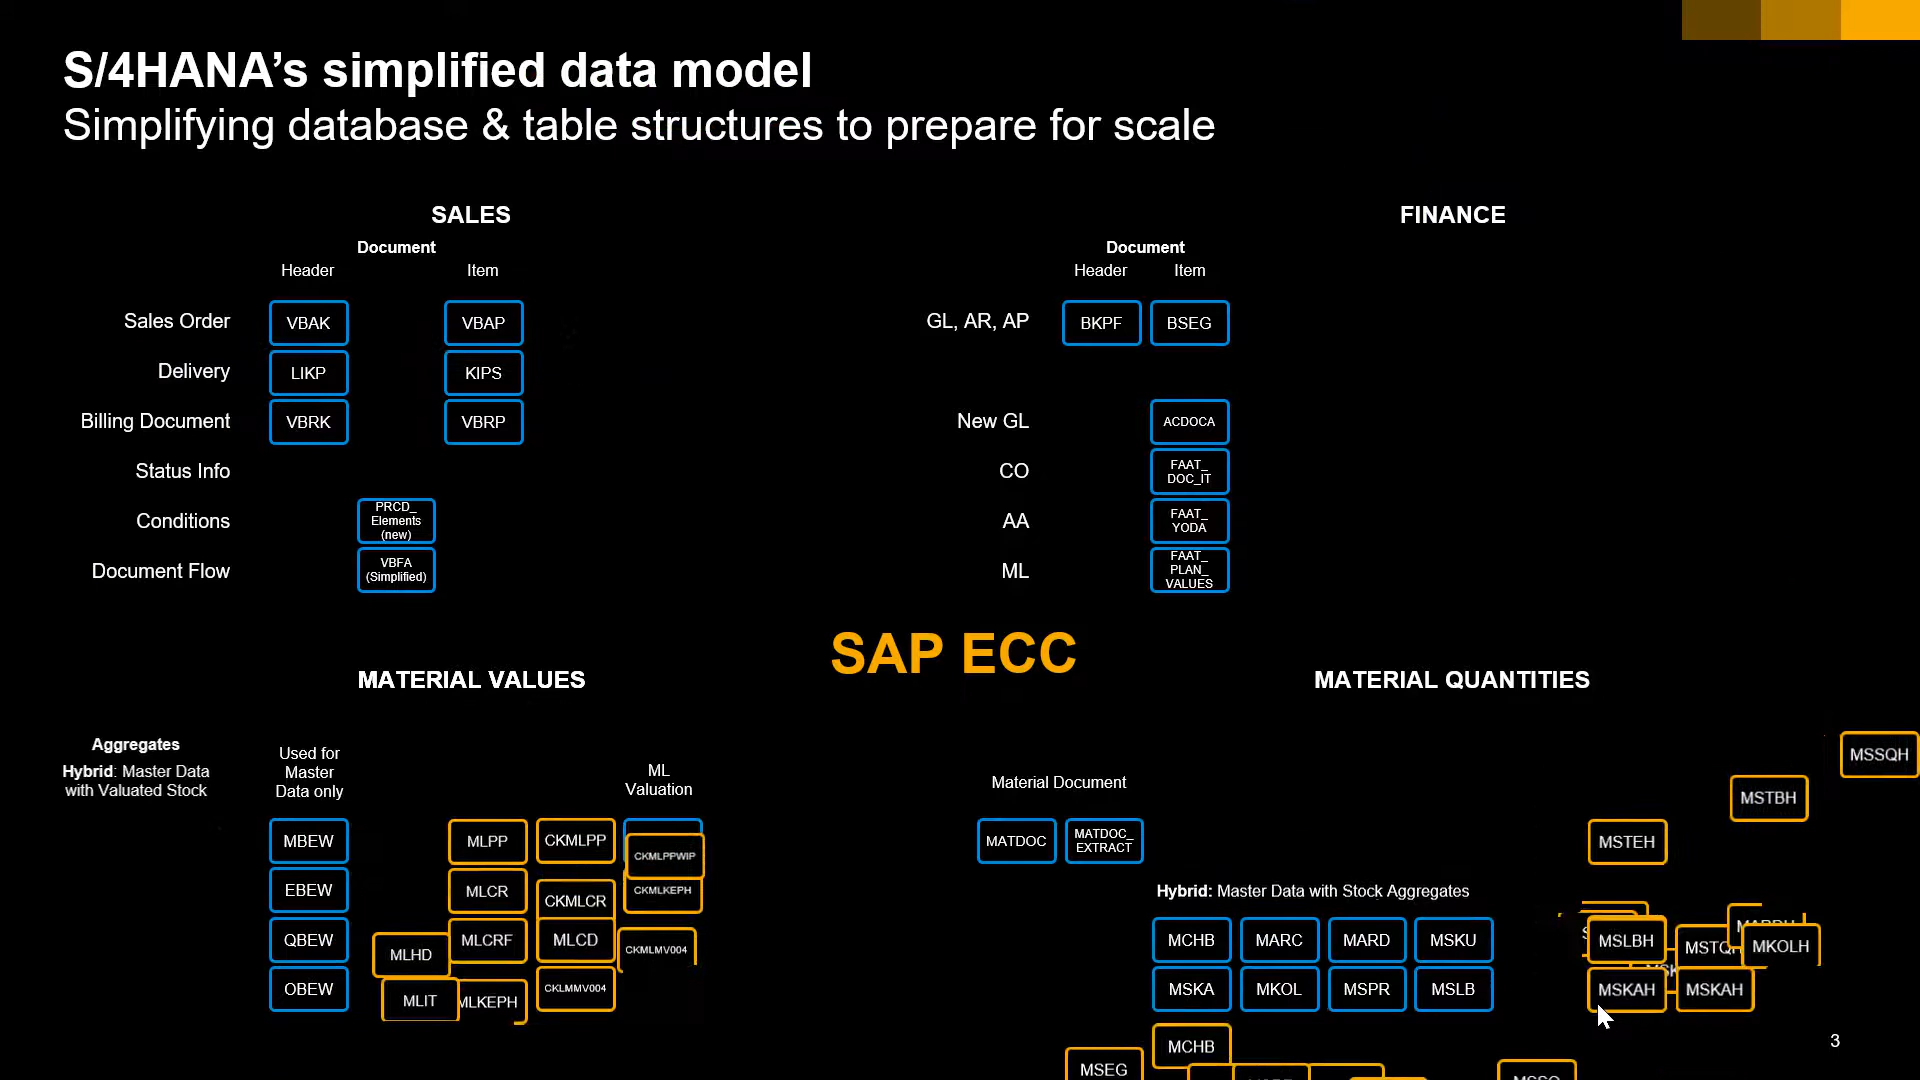 S/4HANA’s simplified data model
Simplifying database & table structures to prepare for scale
SALES
Document
Header Item
Sales Order VBAK VBAP
Delivery LIKP KIPS
Billing Document VBRK VBRP
Status Info
Conditions PRCD_
Elements
(new)
Document Flow VBFA
(Simplified)
FINANCE
Document
Header Item
GL, AR, AP BKPF BSEG
New GL ACDOCA
CO FAAT_
DOC_IT
AA FAAT_
YODA
ML FAAT_
PLAN_
VALUES
SAP ECC
MATERIAL VALUES
Aggregates
Hybrid: Master Data
with Valuated Stock
Used for
Master
Data only
ML
Valuation
MBEW MLPP CKMLPP CKMLPPWIP
EBEW MLCR CKMLCR CKMLKEPH
QBEW MLHD MLCRF MLCD CKMLMV004
OBEW MLIT MLKEPH CKLMMV004
MATERIAL QUANTITIES
Material Document
MATDOC MATDOC_
EXTRACT
Hybrid: Master Data with Stock Aggregates
MCHB MARC MARD MSKU
MSKA MKOL MSPR MSLB
MSSQH
MSTBH
MSTEH
MSLBH MSTQH MARDH MKOLH
MSKAH MSKAH
MCHB
MSEG MSSQ
3